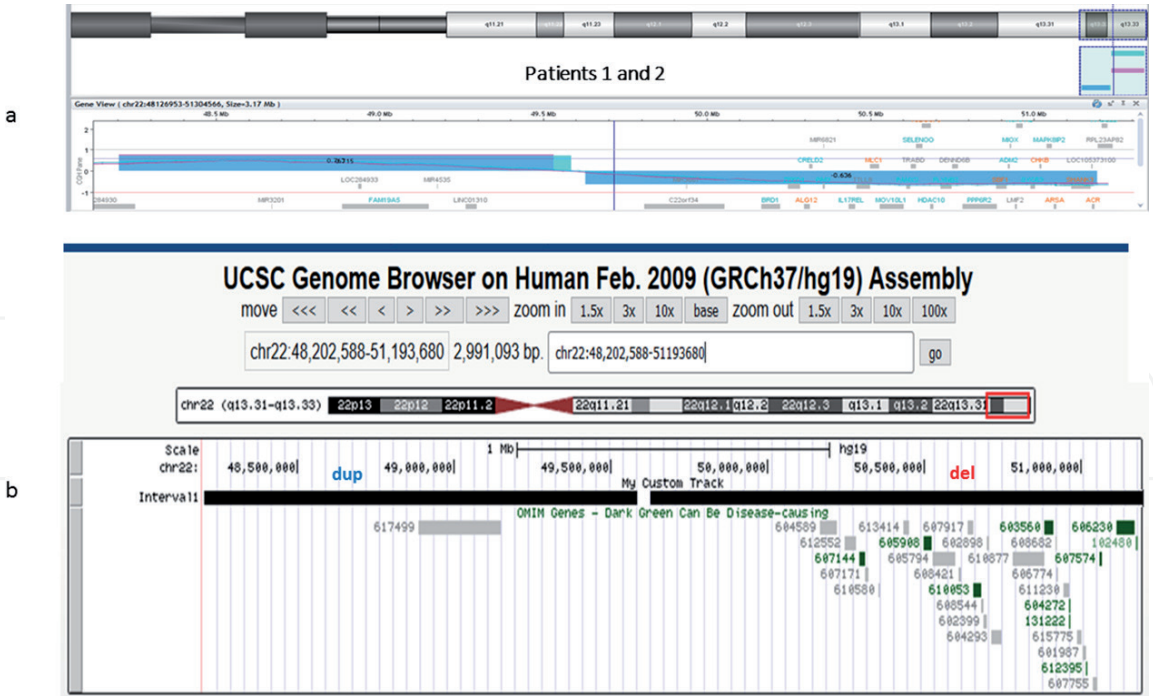 q11.21 q11.23 q12.1 q12.2 q12.3 q13.1 q13.2 q13.31 q13.33
Patients 1 and 2
a
Gene View ( chr22:48126953-51304566, Size=3.17 Mb )
48.5 Mb 49.0 Mb 49.5 Mb 50.0 Mb 50.5 Mb 51.0 Mb
2
1
0
-1
MIR6821 SELENOO MIOX MAPK8IP2 RPL23AP82
CRELD2 MLC1 TRABD DENND6B ADM2 CHKB LOC105373100
-0.636
LOC284933 MIR4535
284930 MIR3201 FAM19A5 LINC01310 C22orf34 BRD1 ALG12 IL17REL MOV10L1 HDAC10 PPP6R2 LMF2 ARSA ACR
UCSC Genome Browser on Human Feb. 2009 (GRCh37/hg19) Assembly
move <<< << < > >> >>> zoom in 1.5x 3x 10x base zoom out 1.5x 3x 10x 100x
chr22:48,202,588-51,193,680 2,991,093 bp. chr22:48,202,588-51193680 go
chr22 (q13.31-q13.33) 22p13 22p12 22p11.2 22q11.21 22q12.1 q12.2 22q12.3 q13.1 q13.2 22q13.31
b
Scale 1 Mb hg19
chr22: 48,500,000 49,000,000 49,500,000 50,000,000 50,500,000 51,000,000
dup del
My Custom Track
Interval1
OMIM Genes - Dark Green Can Be Disease-causing
617499 604589 613414 607917 603560 606230
612552 605908 602898 608682 102480
607144 605794 610877 607574
607171 608421 606774
610580 610053 611230
608544 604272
602399 131222
604293 615775
601987
612395
607755